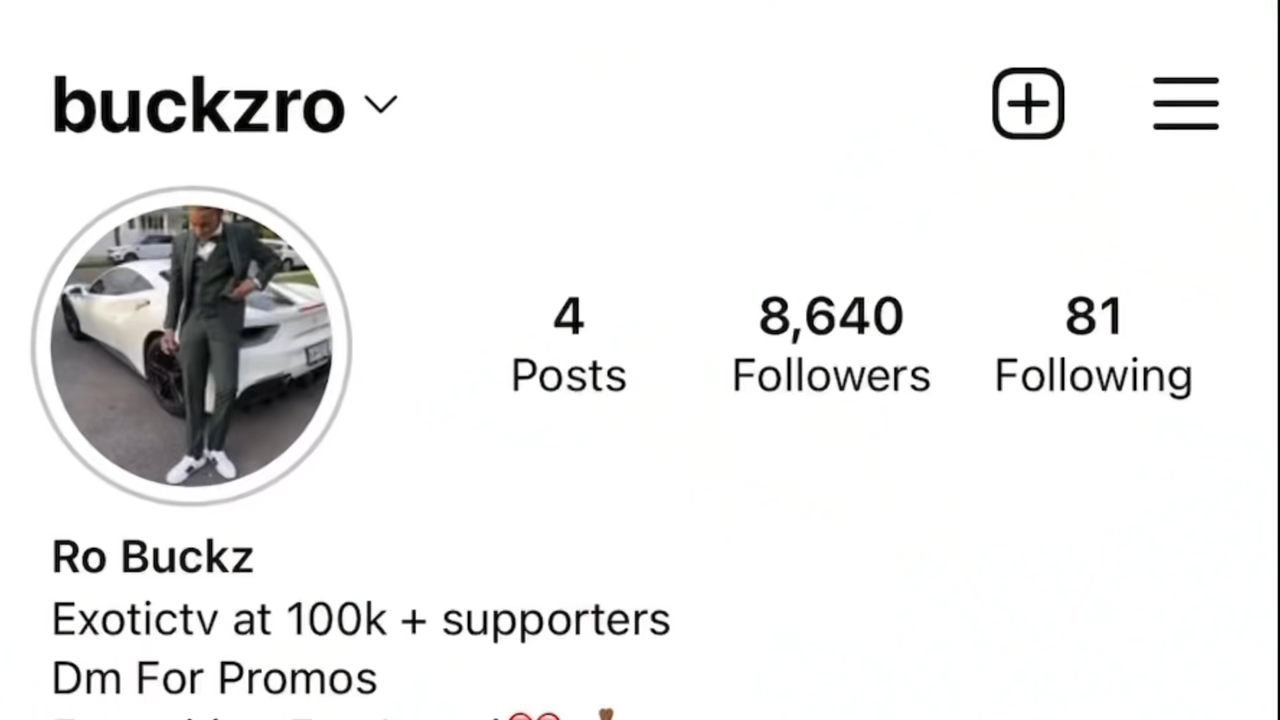 buckzro
4
8,640
81
Posts
Followers
Following
Ro Buckz
Exotictv at 100k + supporters
Dm For Promos